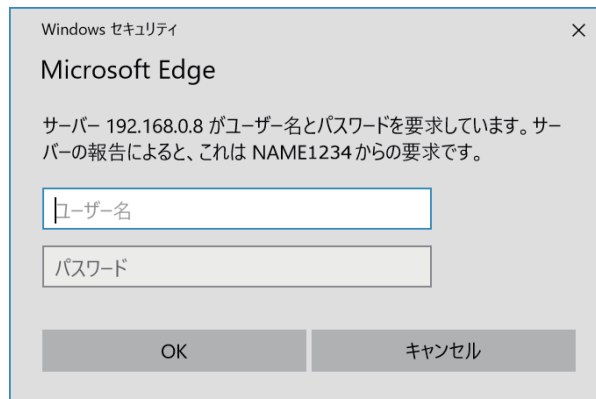 Windows セキュリティ
Microsoft Edge
サーバー 192.168.0.8 がユーザー名とパスワードを要求しています。サー
バーの報告によると、これは NAME1234 からの要求です。
ユーザー名
パスワード
OK
キャンセル